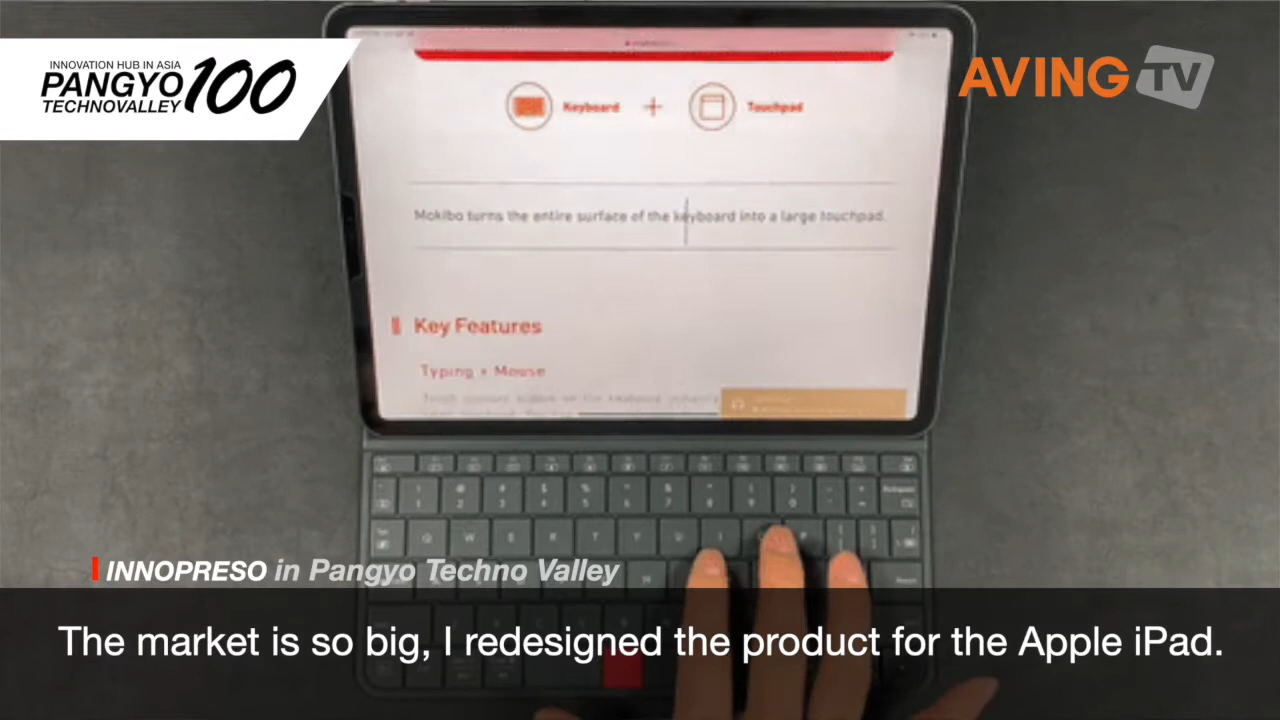 INNOVATION HUB IN ASIA
PANGYO
TECHNOVALLEY
100
AVING TV
Keyboard + Touchpad
Mokibo turns the entire surface of the keyboard into a large touchpad.
Key Features
Typing + Mouse
Q W E R T Y U I P
INNOPRESO in Pangyo Techno Valley
The market is so big, I redesigned the product for the Apple iPad.